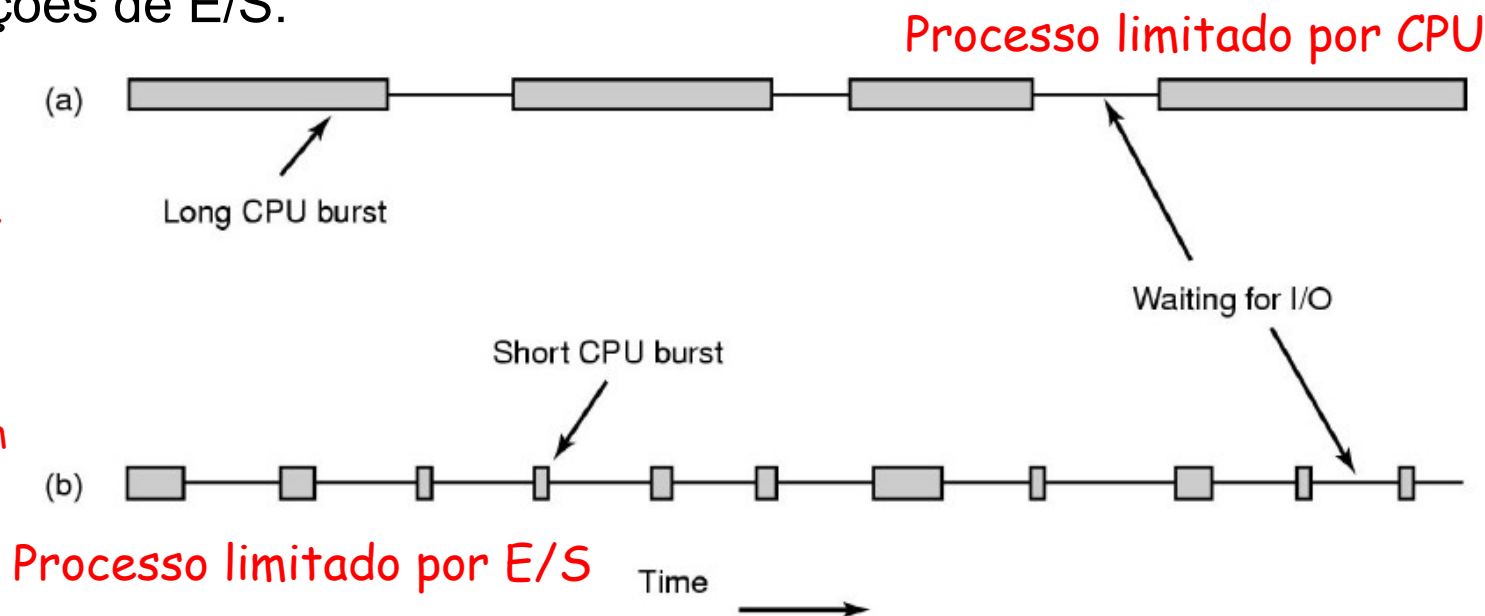 ções de E/S.
Processo limitado por CPU
(a)
Long CPU burst
Waiting for I/O
Short CPU burst
(b)
Processo limitado por E/S
Time